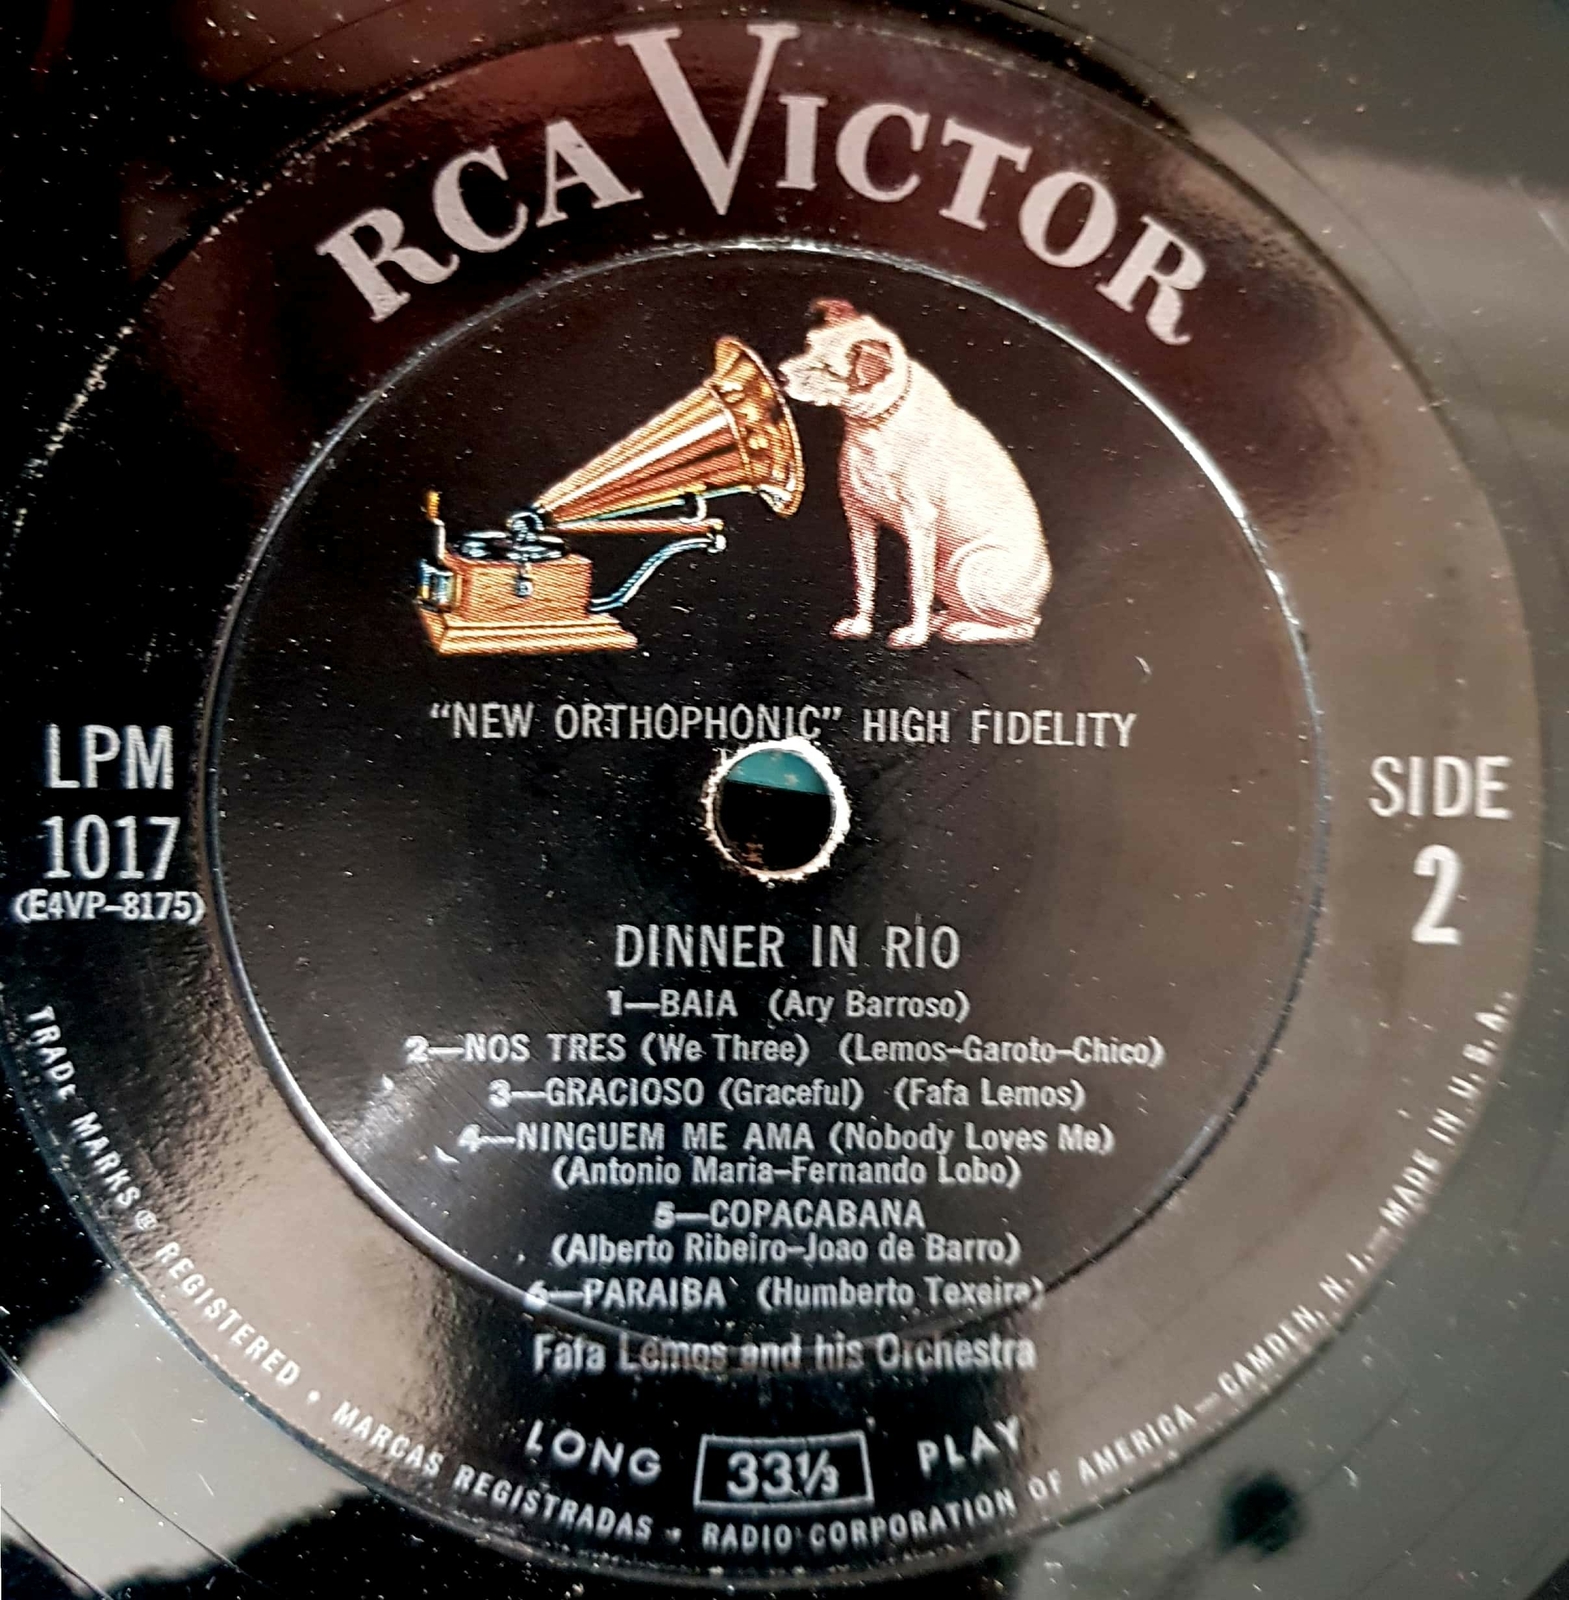 RCA VICTOR
"NEW ORTHOPHONIC" HIGH FIDELITY
LPM
1017
(E4VP-8175)
SIDE
2
DINNER IN RIO
1—BAIA (Ary Barroso)
2—NOS TRES (We Three) (Lemos-Garoto-Chico)
3—GRACIOSO (Graceful) (Fafa Lemos)
4—NINGUEM ME AMA (Nobody Loves Me)
(Antonio Maria-Fernando Lobo)
5—COPACABANA
(Alberto Ribeiro-Joao de Barro)
6—PARAIBA (Humberto Texeira)
Fafa Lemos and his Orchestra
LONG 33⅓ PLAY
TRADE MARKS ® REGISTERED • MARCAS REGISTRADAS • RADIO CORPORATION OF AMERICA—CAMDEN, N. J.—MADE IN U. S. A.